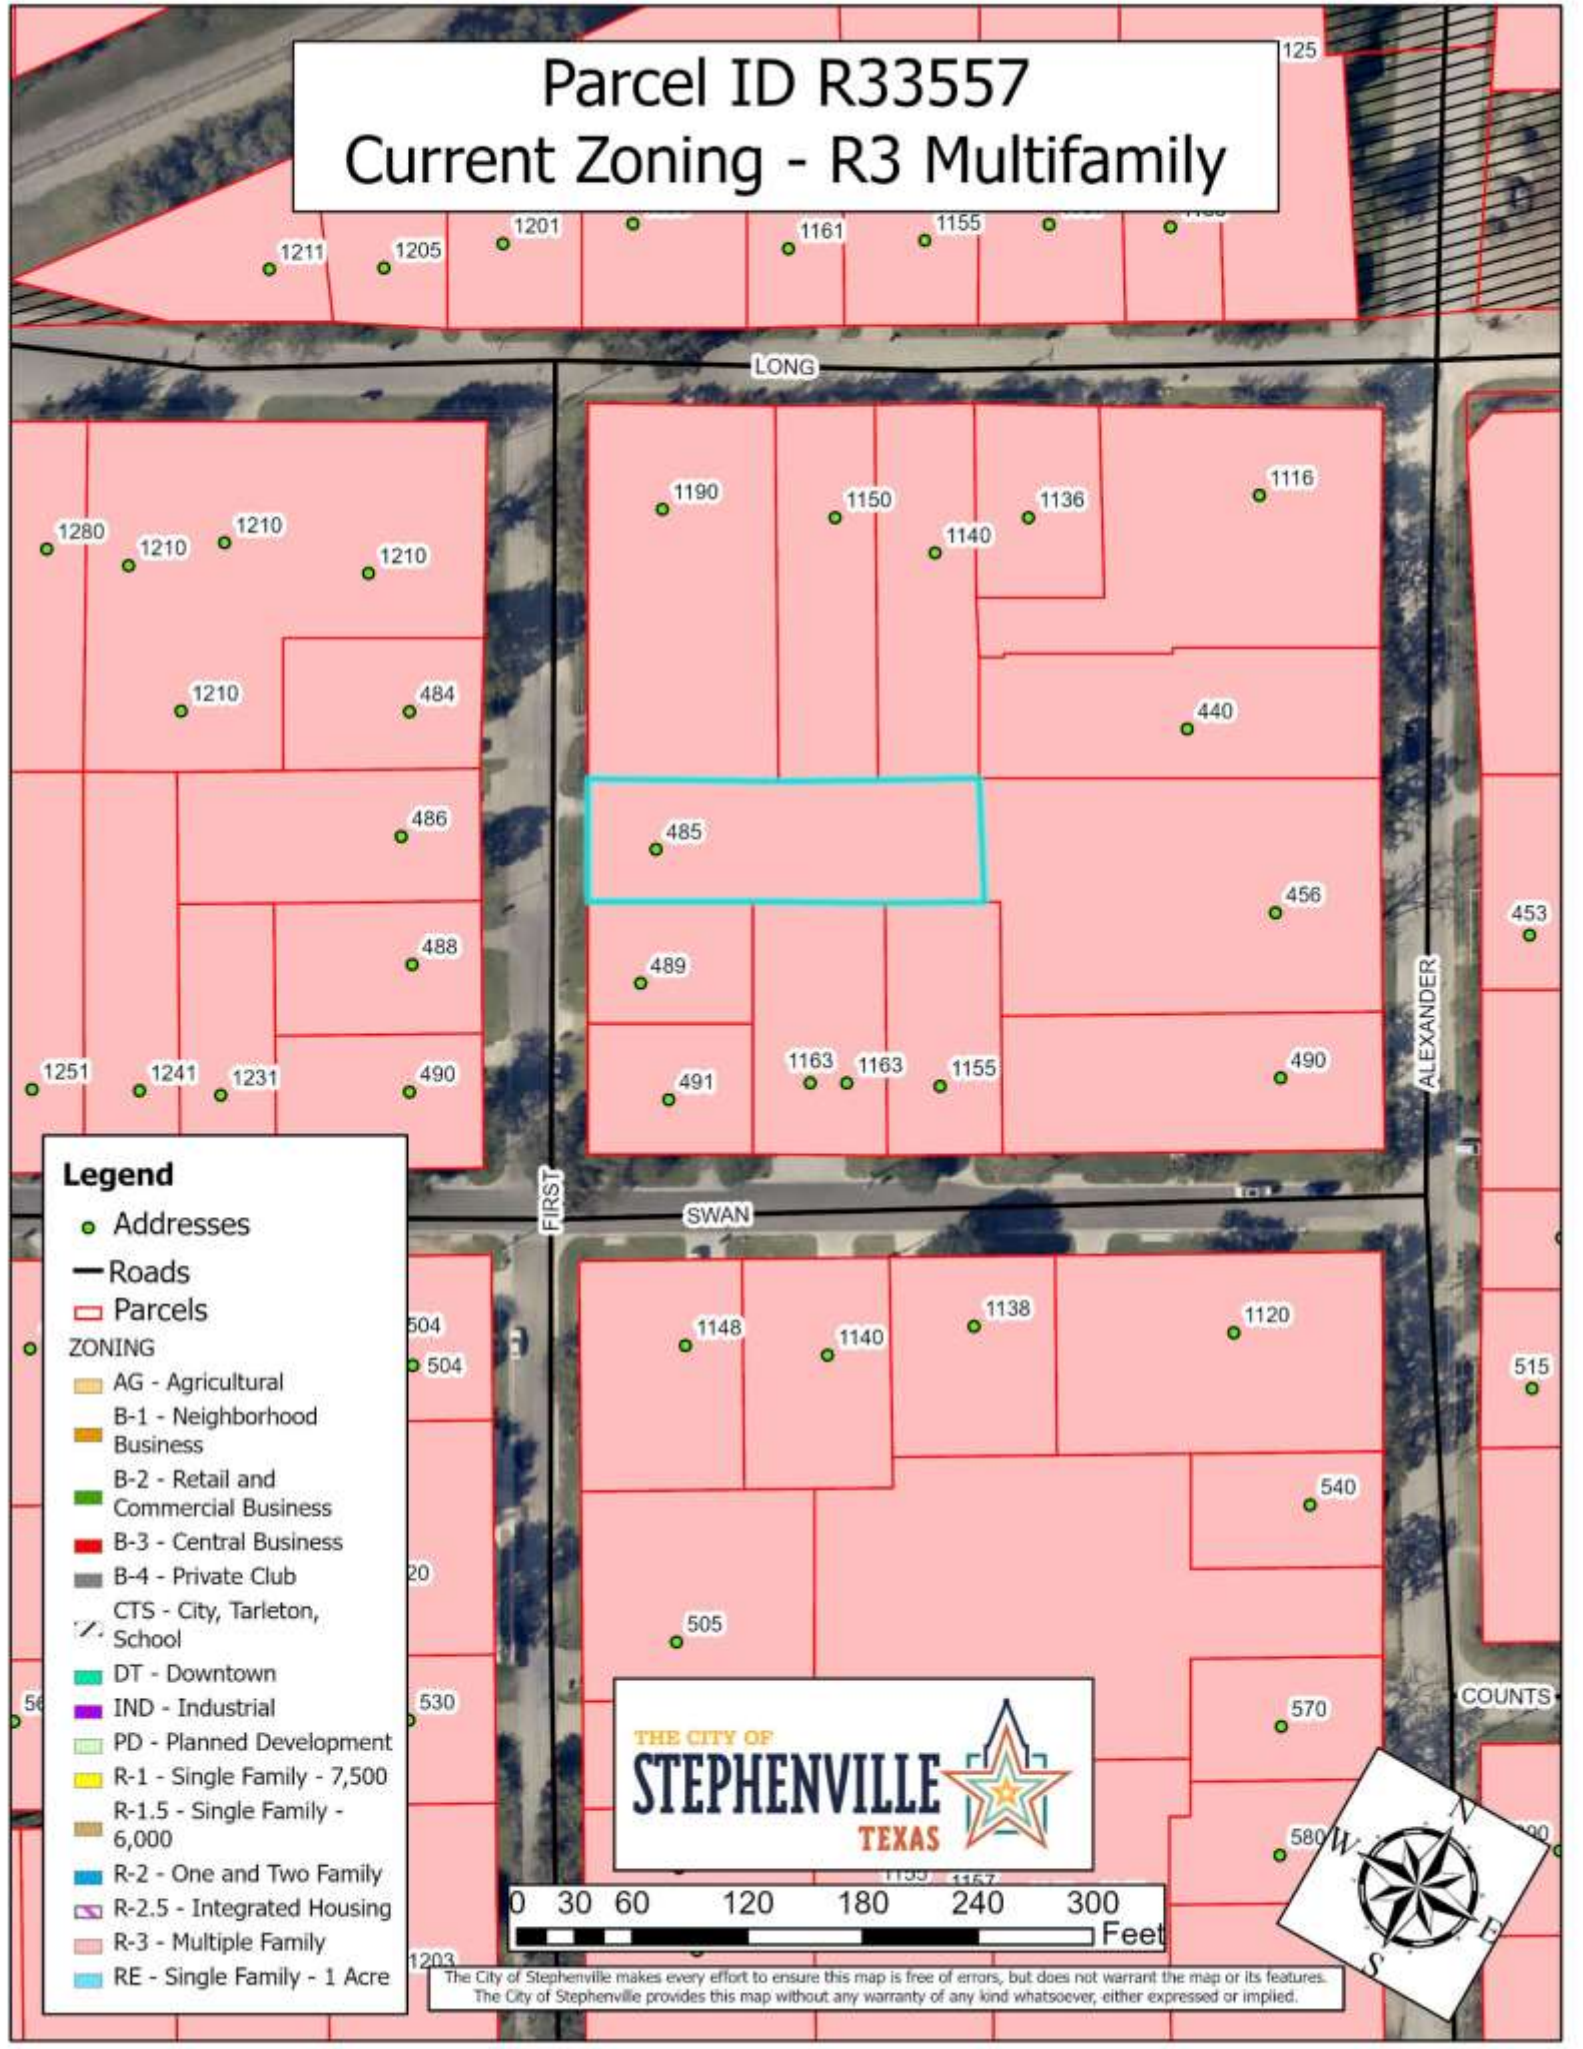 Parcel ID R33557
Current Zoning - R3 Multifamily
125
1211
1205
1201
1161
1155
LONG
1190
1150
1140
1136
1116
1280
1210
1210
1210
1210
484
440
486
485
456
453
488
489
ALEXANDER
1251
1241
1231
490
491
1163
1163
1155
490
FIRST
SWAN
Legend
Addresses
Roads
Parcels
ZONING
AG - Agricultural
B-1 - Neighborhood
Business
B-2 - Retail and
Commercial Business
B-3 - Central Business
B-4 - Private Club
CTS - City, Tarleton,
School
DT - Downtown
IND - Industrial
PD - Planned Development
R-1 - Single Family - 7,500
R-1.5 - Single Family -
6,000
R-2 - One and Two Family
R-2.5 - Integrated Housing
R-3 - Multiple Family
RE - Single Family - 1 Acre
504
504
1148
1140
1138
1120
515
540
20
505
530
570
COUNTS
56
580
90
THE CITY OF
STEPHENVILLE
TEXAS
N
W
E
S
1155 1157
0 30 60 120 180 240 300
Feet
1203
The City of Stephenville makes every effort to ensure this map is free of errors, but does not warrant the map or its features.
The City of Stephenville provides this map without any warranty of any kind whatsoever, either expressed or implied.